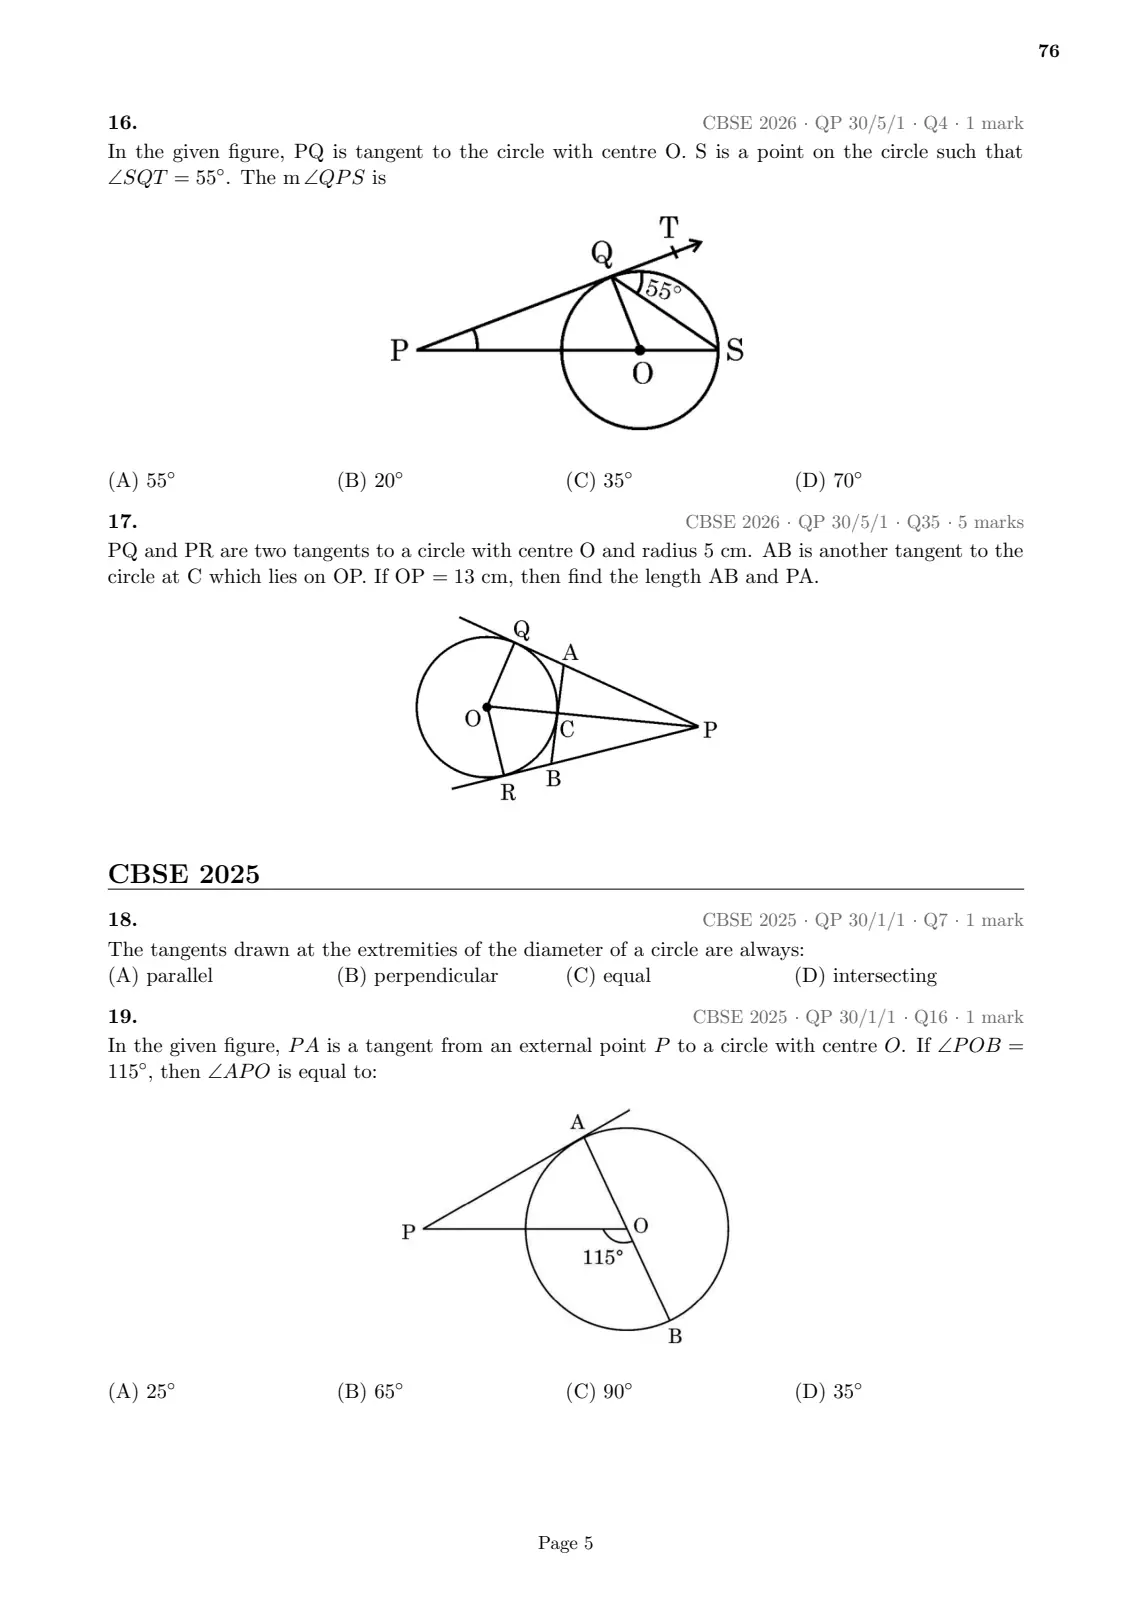 76
16. CBSE 2026 · QP 30/5/1 · Q4 · 1 mark
In the given figure, PQ is tangent to the circle with centre O. S is a point on the circle such that
∠SQT = 55°. The m∠QPS is
T
Q
55°
P
S
O
(A) 55° (B) 20° (C) 35° (D) 70°
17. CBSE 2026 · QP 30/5/1 · Q35 · 5 marks
PQ and PR are two tangents to a circle with centre O and radius 5 cm. AB is another tangent to the
circle at C which lies on OP. If OP = 13 cm, then find the length AB and PA.
Q
A
O
C
P
B
R
CBSE 2025
18. CBSE 2025 · QP 30/1/1 · Q7 · 1 mark
The tangents drawn at the extremities of the diameter of a circle are always:
(A) parallel (B) perpendicular (C) equal (D) intersecting
19. CBSE 2025 · QP 30/1/1 · Q16 · 1 mark
In the given figure, PA is a tangent from an external point P to a circle with centre O. If ∠POB =
115°, then ∠APO is equal to:
A
P
O
115°
B
(A) 25° (B) 65° (C) 90° (D) 35°
Page 5